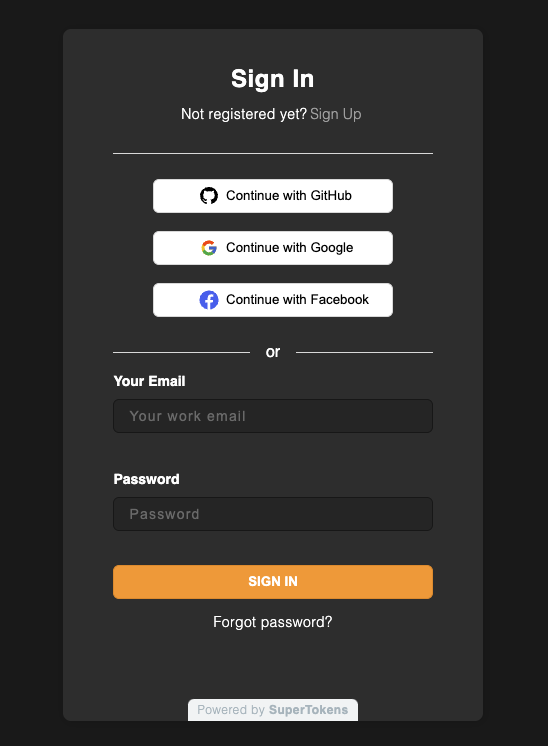 Sign In
Not registered yet? Sign Up
Continue with GitHub
Continue with Google
Continue with Facebook
or
Your Email
Your work email
Password
Password
SIGN IN
Forgot password?
Powered by SuperTokens